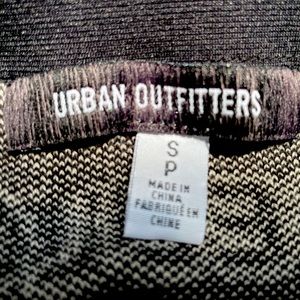 URBAN OUTFITTERS
S
P
MADE IN
CHINA
FABRIQUÉ EN
CHINE